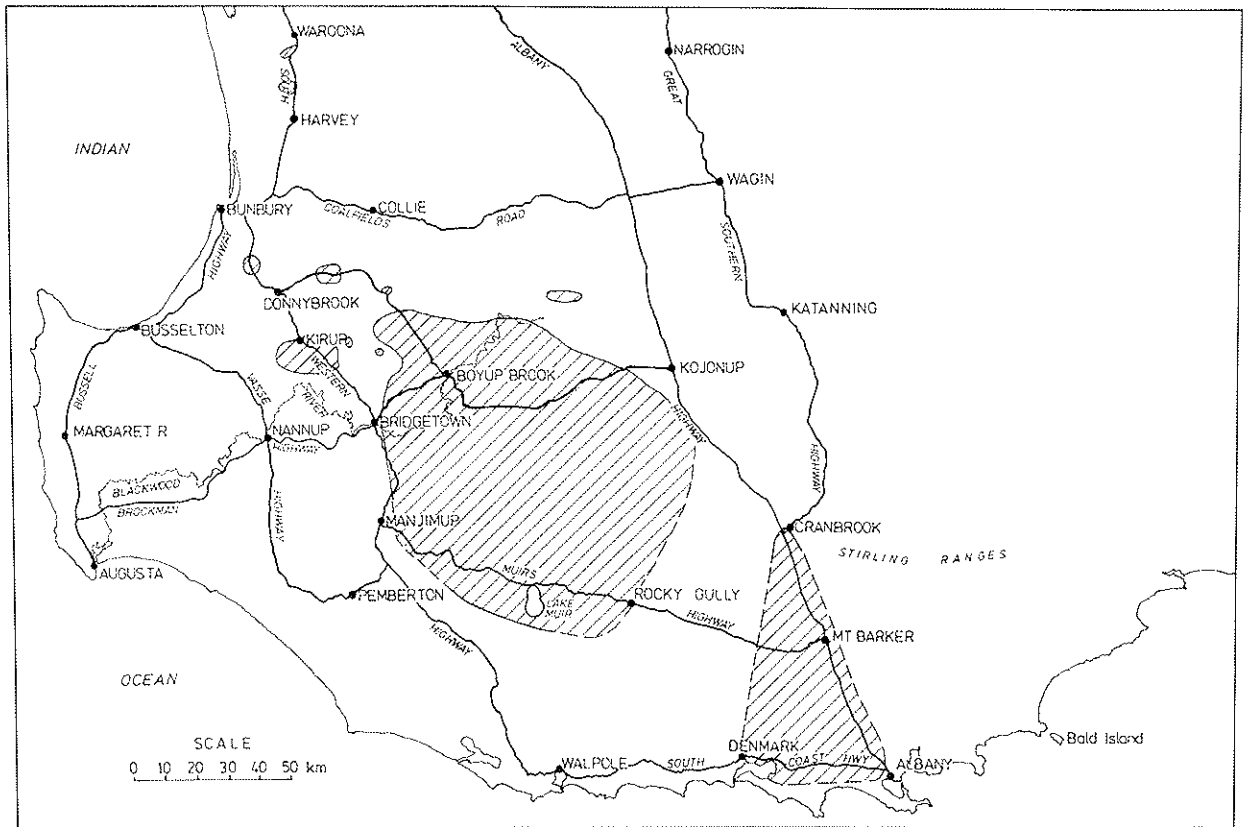 WAROONA
NARROGIN
ALBANY
GREAT
SOUTH
HARVEY
INDIAN
WAGIN
BUNBURY
COLLIE
COALFIELDS
ROAD
HIGHWAY
SOUTHERN
DONNYBROOK
KATANNING
BUSSELTON
KIRUP
WESTERN
BOYUP BROOK
KOJONUP
BUSSELL
VASSE
RIVER
HIGHWAY
MARGARET R
NANNUP
HIGHWAY
BRIDGETOWN
HIGHWAY
BLACKWOOD
BROCKMAN
HIGHWAY
MANJIMUP
CRANBROOK
STIRLING RANGES
AUGUSTA
MUIRS
PEMBERTON
LAKE
MUIR
ROCKY GULLY
HIGHWAY
HIGHWAY
MT BARKER
OCEAN
SCALE
0 10 20 30 40 50 km
WALPOLE
SOUTH
DENMARK
COAST HWY
ALBANY
Bald Island